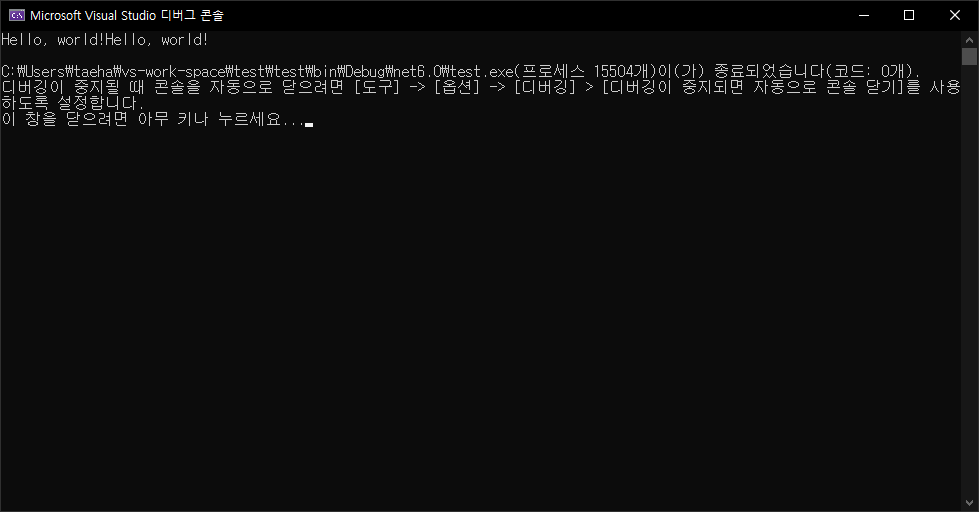 Microsoft Visual Studio 디버그 콘솔
Hello, world!Hello, world!
C:₩Users₩taeha₩vs-work-space₩test₩test₩bin₩Debug₩net6.0₩test.exe(프로세스 15504개)이(가) 종료되었습니다(코드: 0개).
디버깅이 중지될 때 콘솔을 자동으로 닫으려면 [도구] -> [옵션] -> [디버깅] > [디버깅이 중지되면 자동으로 콘솔 닫기]를 사용
하도록 설정합니다.
이 창을 닫으려면 아무 키나 누르세요...